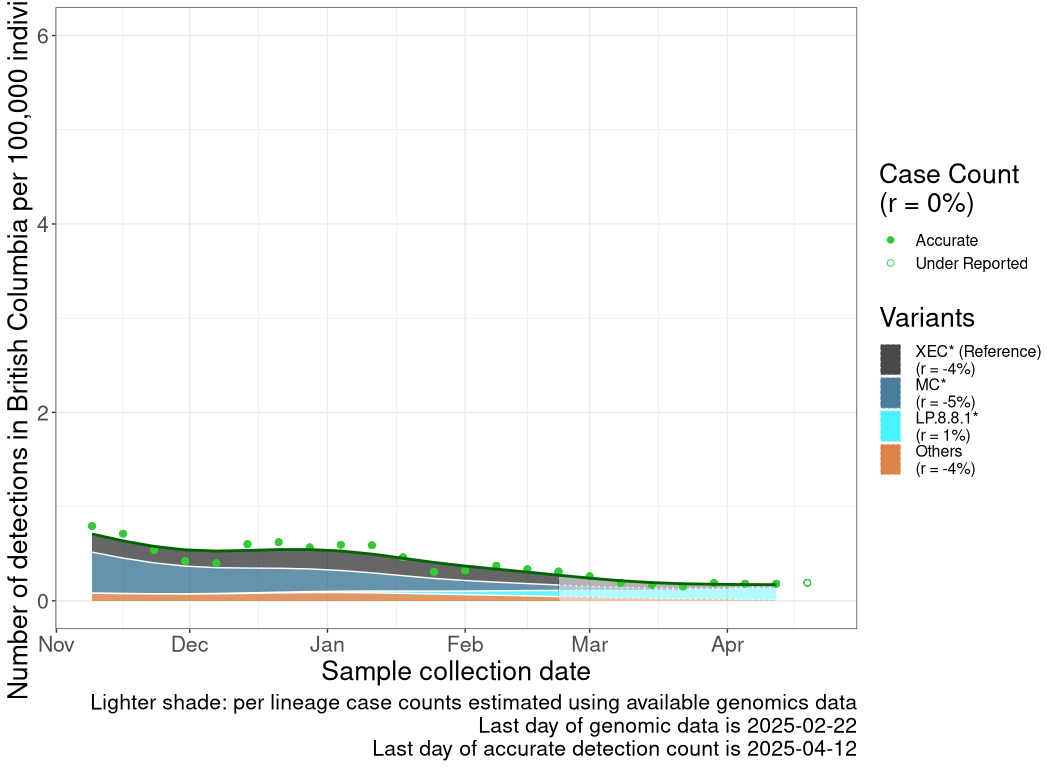 Number of detections in British Columbia per 100,000
6
4
2
0
Nov
Dec
Jan
Feb
Mar
Apr
Sample collection date
Lighter shade: per lineage case counts estimated using available genomics data
Last day of genomic data is 2025-02-22
Last day of accurate detection count is 2025-04-12
Case Count
(r = 0%)
Accurate
Under Reported
Variants
XEC* (Reference)
(r = -4%)
MC*
(r = -5%)
LP.8.8.1*
(r = 1%)
Others
(r = -4%)